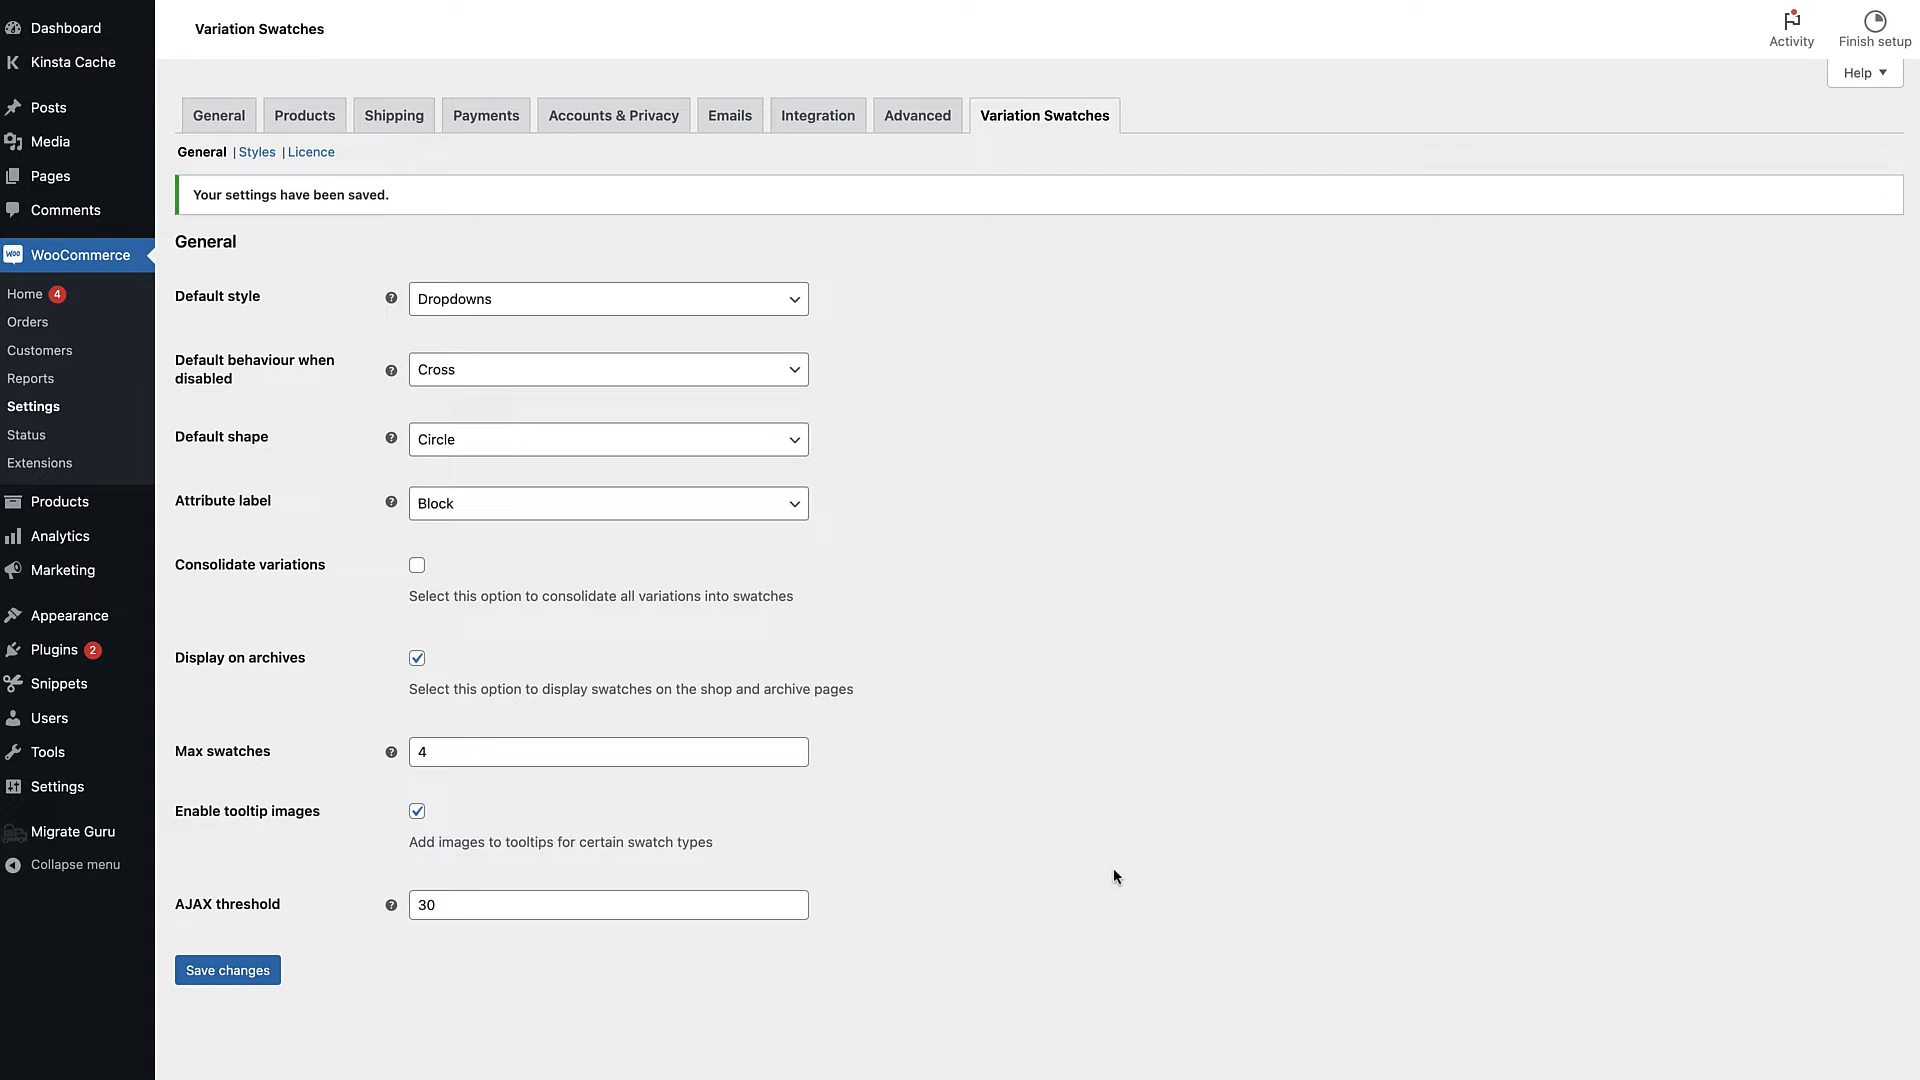 Dashboard
Kinsta Cache
Posts
Media
Pages
Comments
WooCommerce
Home 4
Orders
Customers
Reports
Settings
Status
Extensions
Products
Analytics
Marketing
Appearance
Plugins 2
Snippets
Users
Tools
Settings
Migrate Guru
Collapse menu
Variation Swatches
Activity
Finish setup
Help
General
Products
Shipping
Payments
Accounts & Privacy
Emails
Integration
Advanced
Variation Swatches
General | Styles | Licence
Your settings have been saved.
General
Default style
Dropdowns
Default behaviour when
disabled
Cross
Default shape
Circle
Attribute label
Block
Consolidate variations
Select this option to consolidate all variations into swatches
Display on archives
Select this option to display swatches on the shop and archive pages
Max swatches
4
Enable tooltip images
Add images to tooltips for certain swatch types
AJAX threshold
30
Save changes